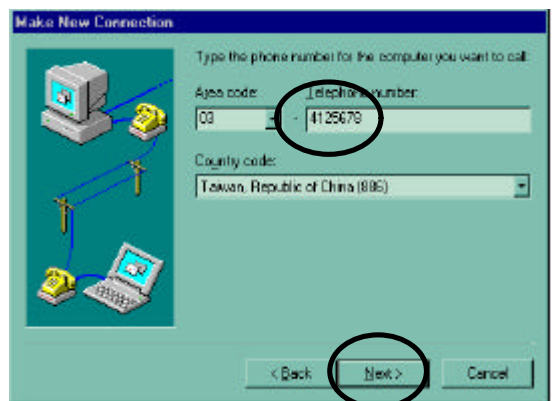 Make New Connection
Type the phone number for the computer you want to call:
Area code: Telephone number:
03 - 4125678
Country code:
Taiwan, Republic of China (886)
< Back Next > Cancel